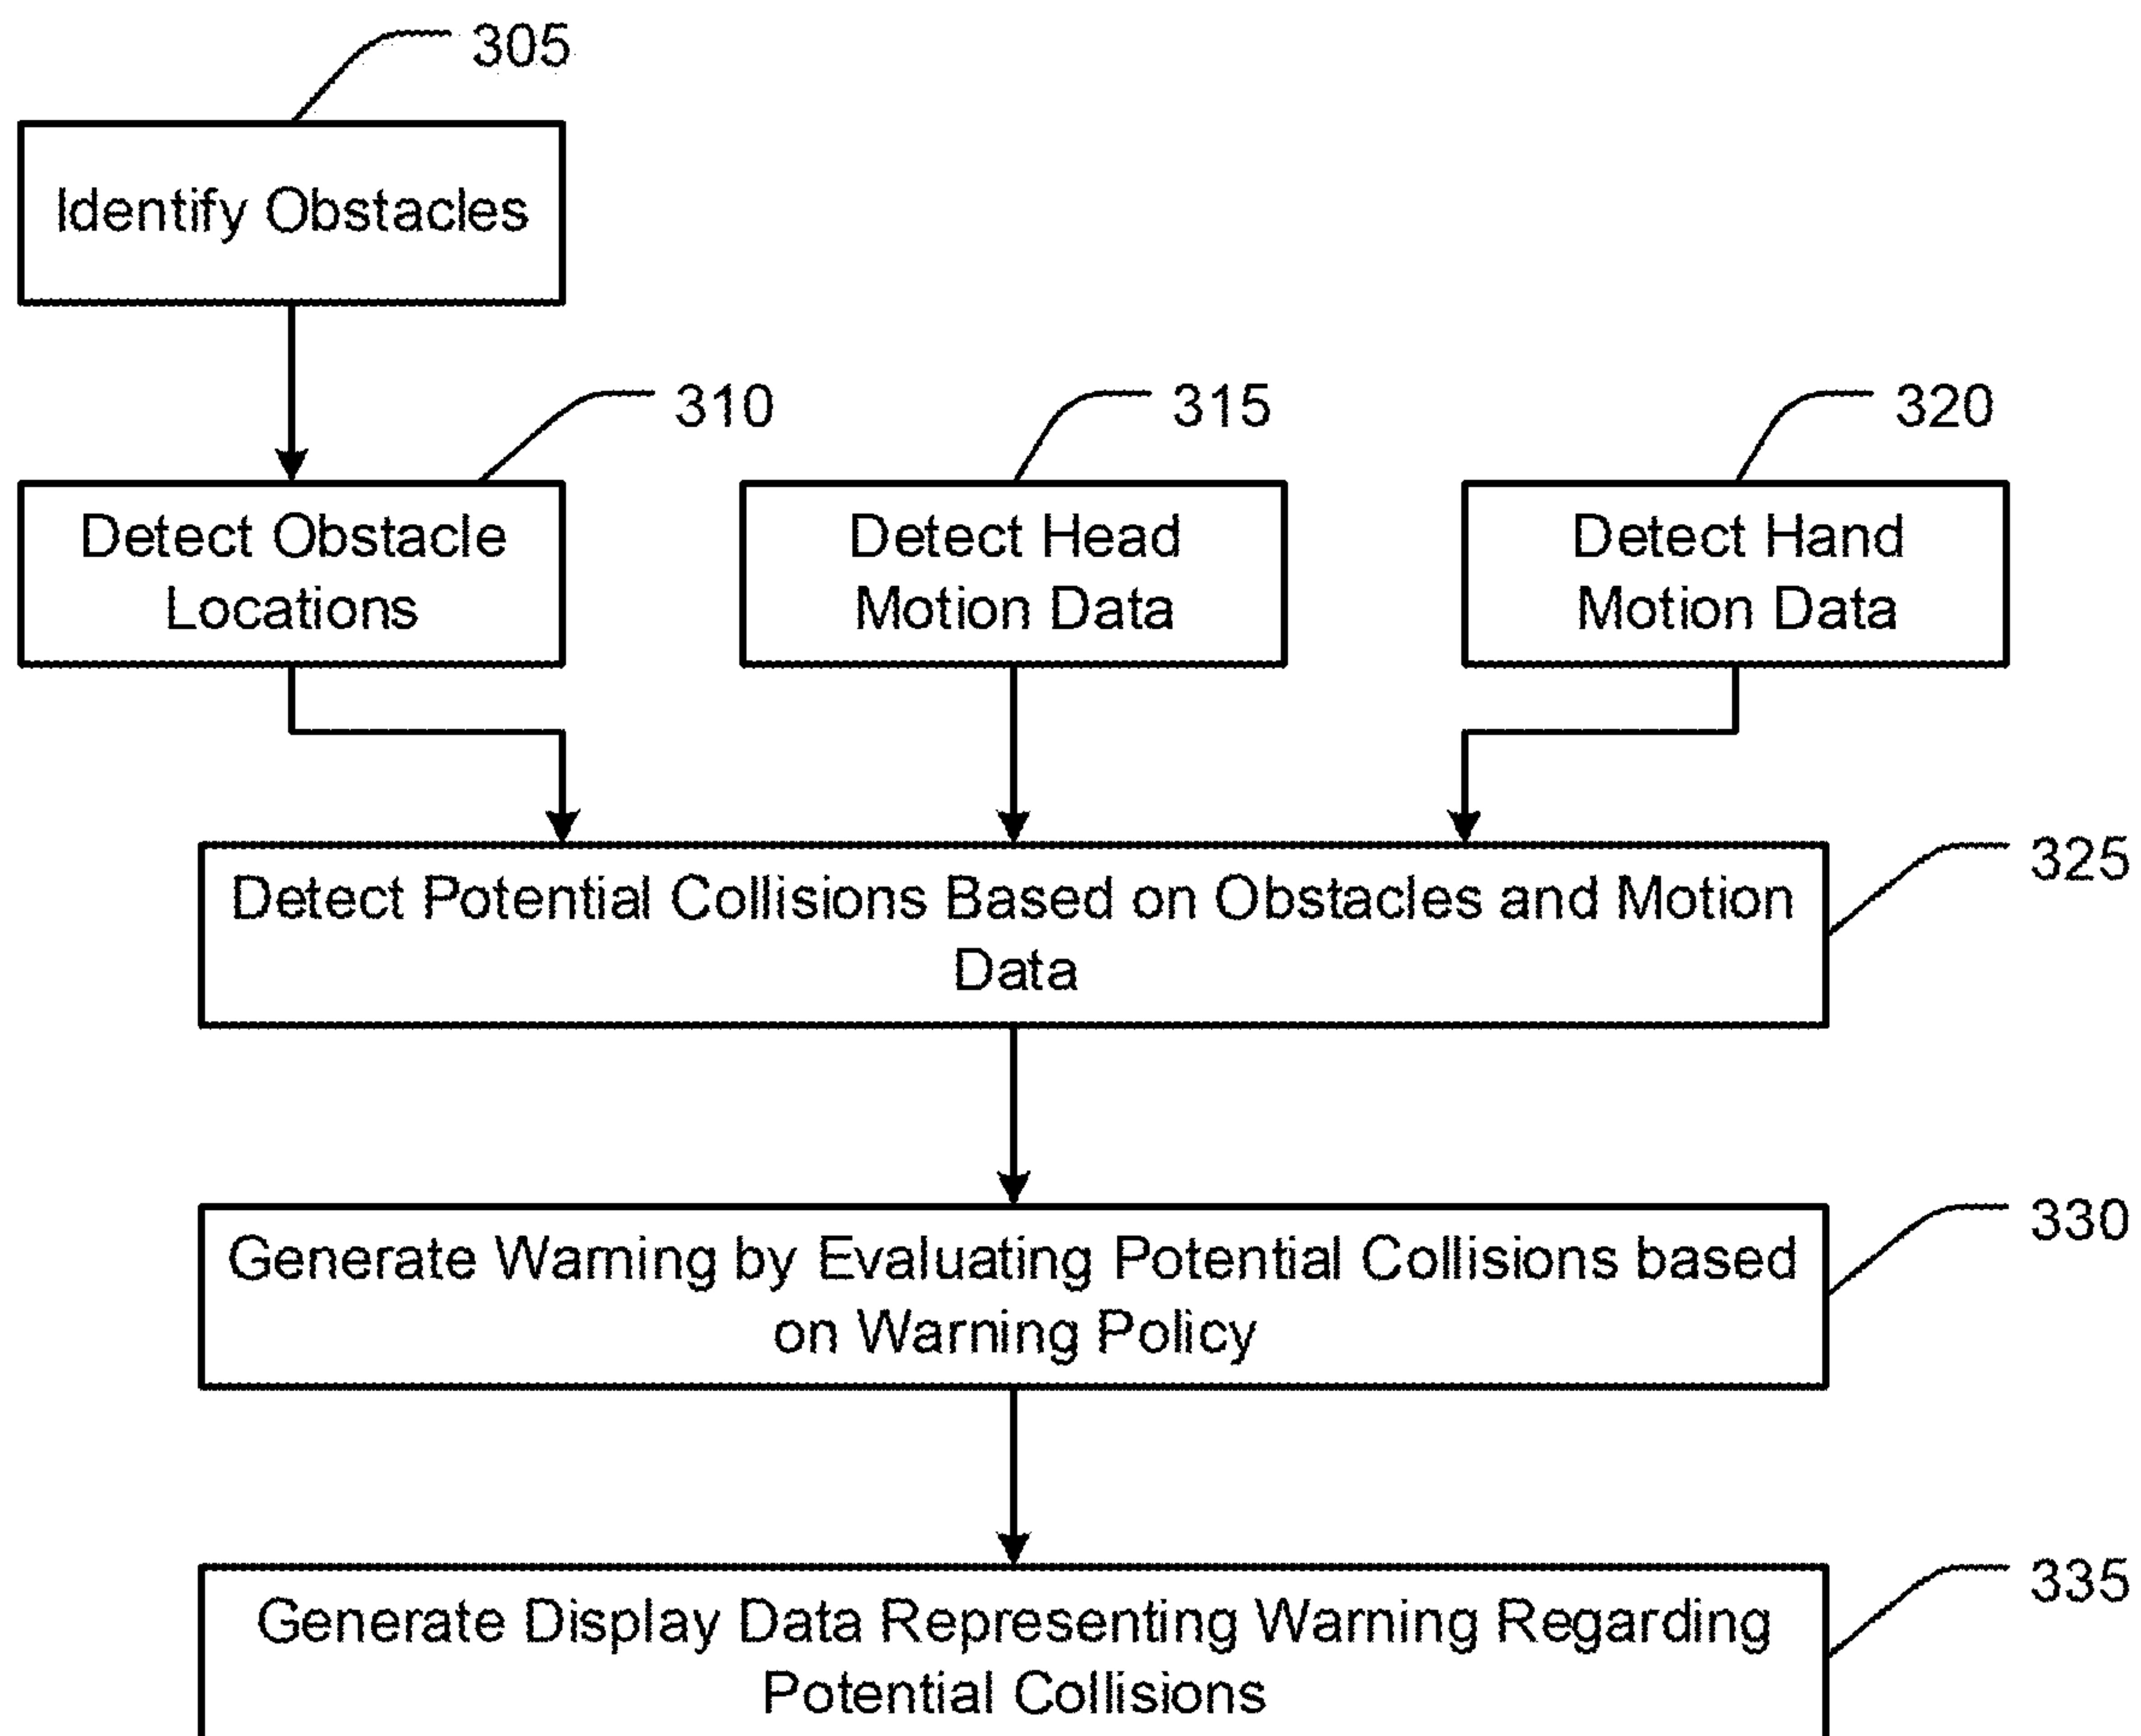 305
Identify Obstacles
310
315
320
Detect Obstacle
Locations
Detect Head
Motion Data
Detect Hand
Motion Data
325
Detect Potential Collisions Based on Obstacles and Motion
Data
330
Generate Warning by Evaluating Potential Collisions based
on Warning Policy
335
Generate Display Data Representing Warning Regarding
Potential Collisions